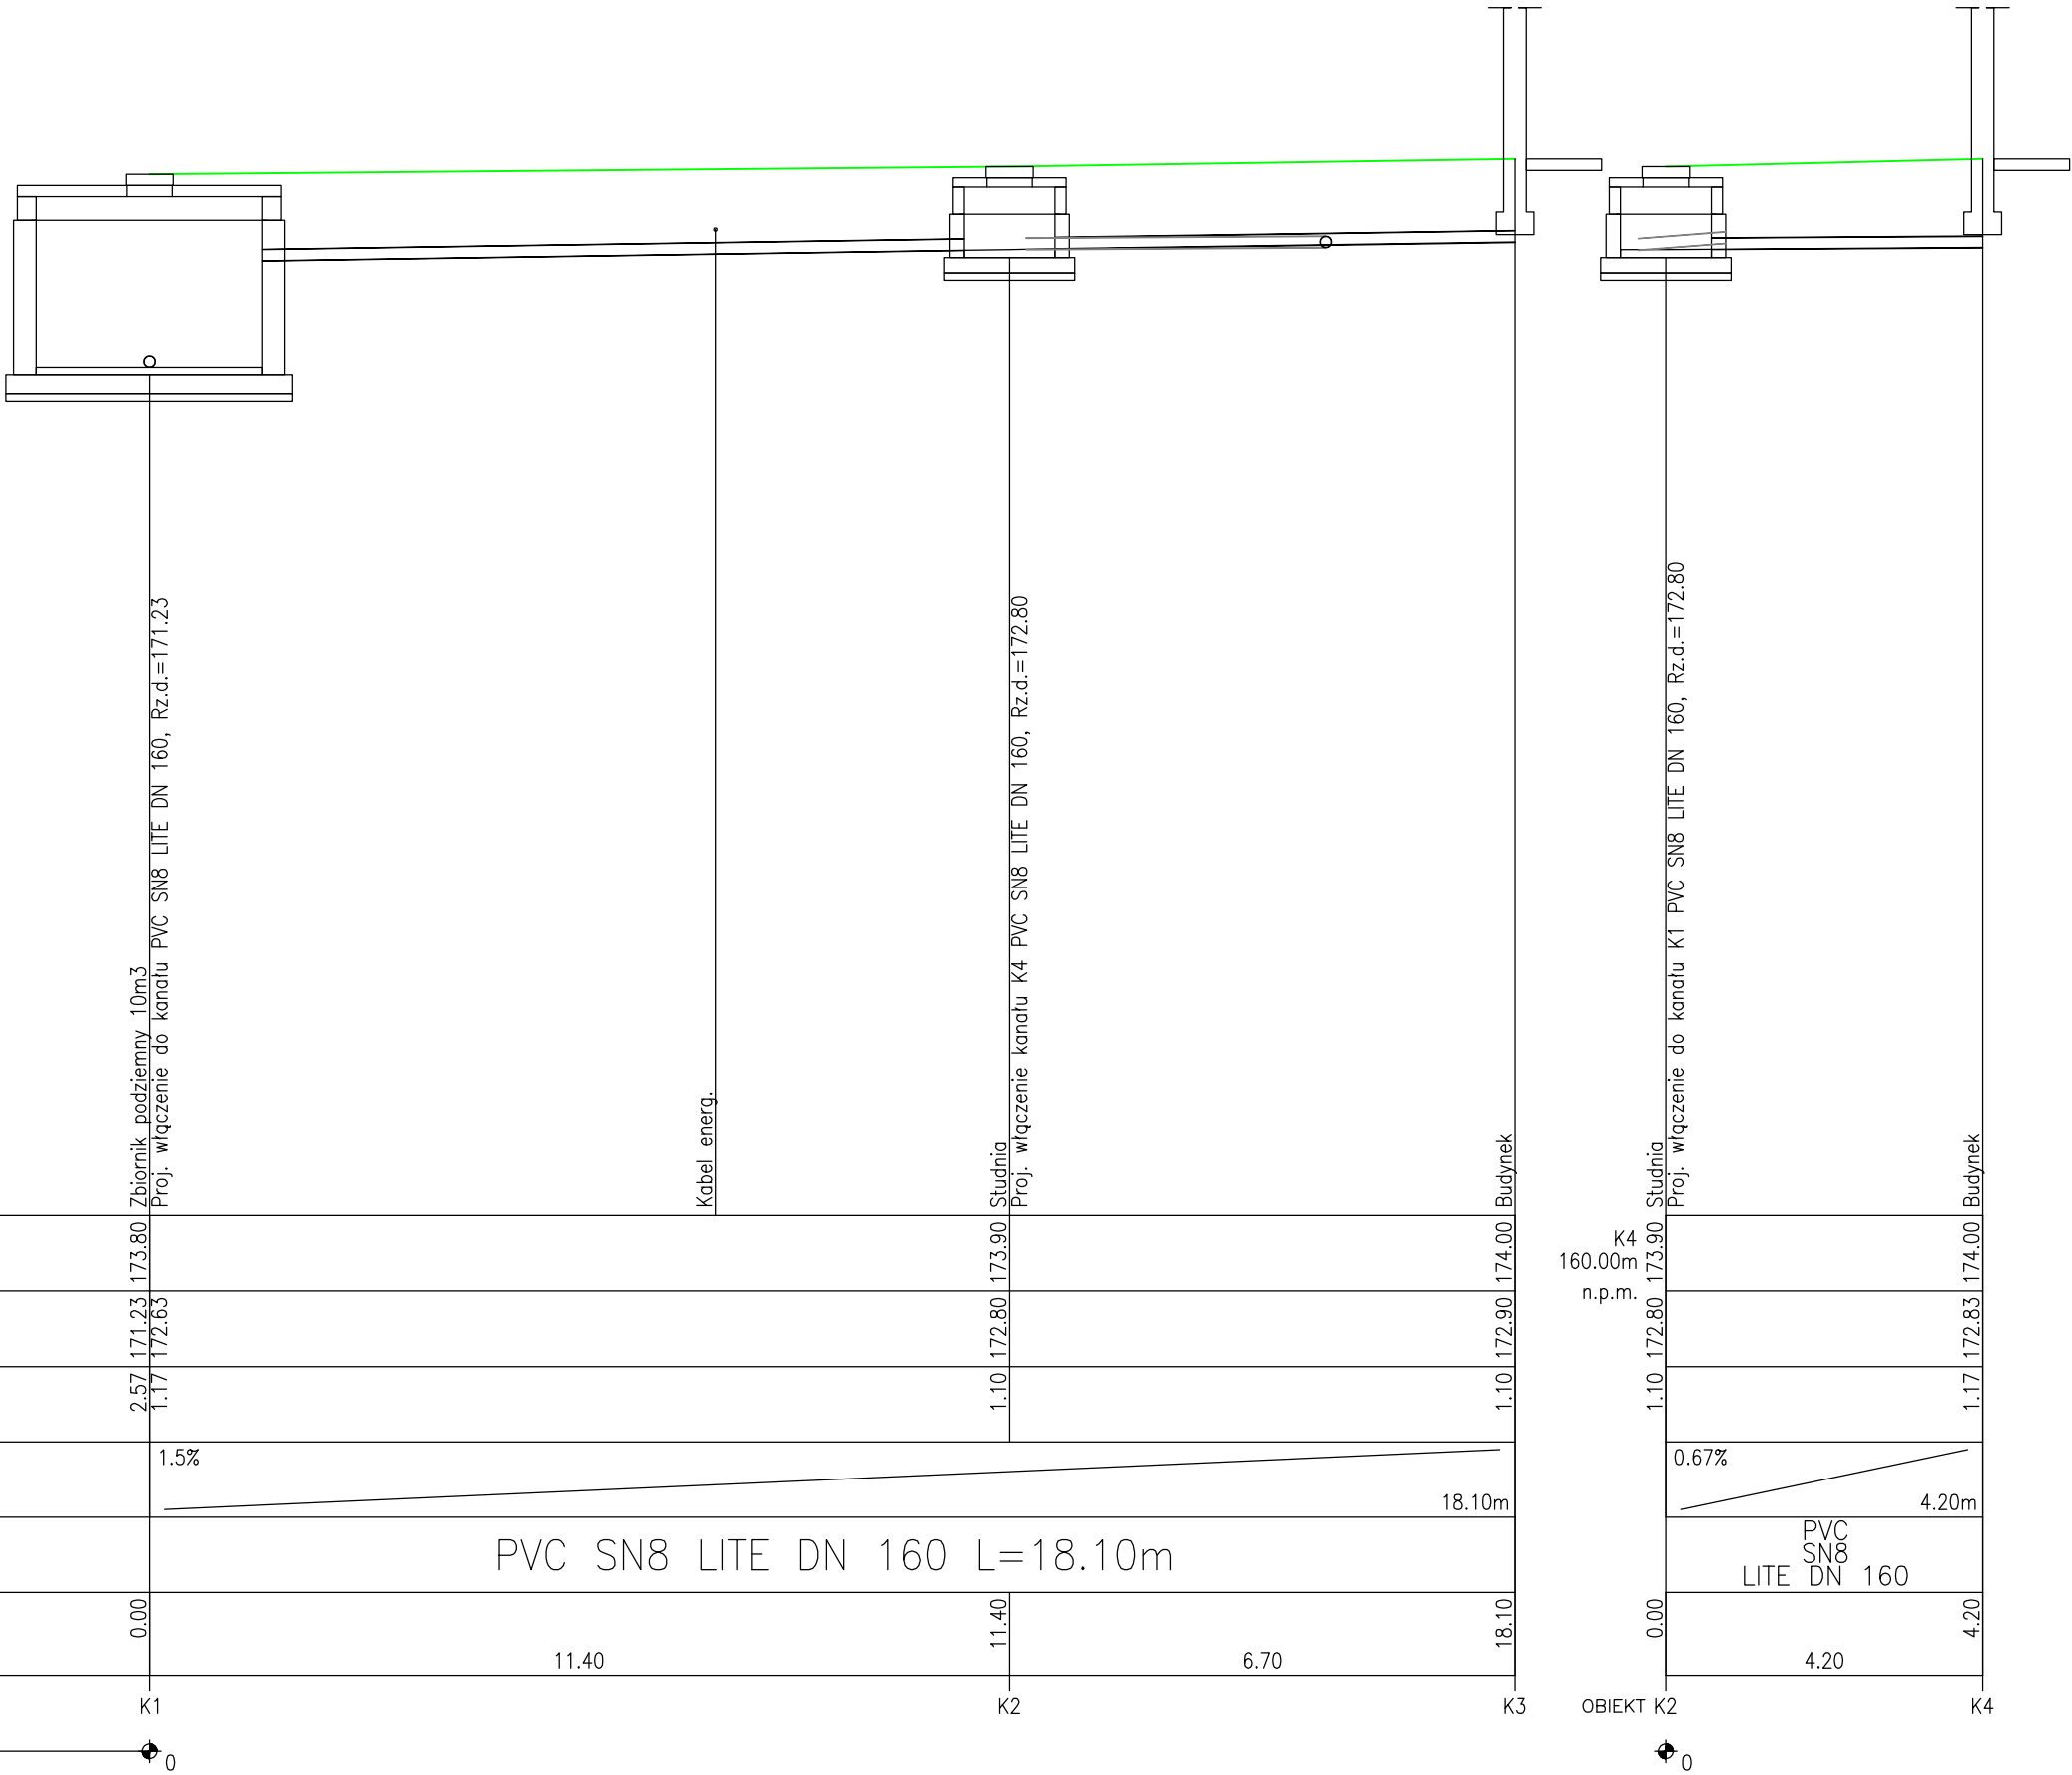 Zbiornik podziemny 10m3
Proj. włączenie do kanału PVC SN8 LITE DN 160, Rz.d.=171.23
Kabel energ.
Studnia
Proj. włączenie kanału K4 PVC SN8 LITE DN 160, Rz.d.=172.80
Budynek
Studnia
Proj. włączenie do kanału K1 PVC SN8 LITE DN 160, Rz.d.=172.80
Budynek
173.80
173.90
174.00
K4
160.00m
n.p.m.
173.90
174.00
171.23
172.63
172.80
172.90
172.80
172.83
2.57
1.17
1.10
1.10
1.10
1.17
1.5%
18.10m
0.67%
4.20m
PVC SN8 LITE DN 160 L=18.10m
PVC
SN8
LITE DN 160
0.00
11.40
18.10
0.00
4.20
11.40
6.70
4.20
K1
K2
K3
OBIEKT K2
K4
0
0